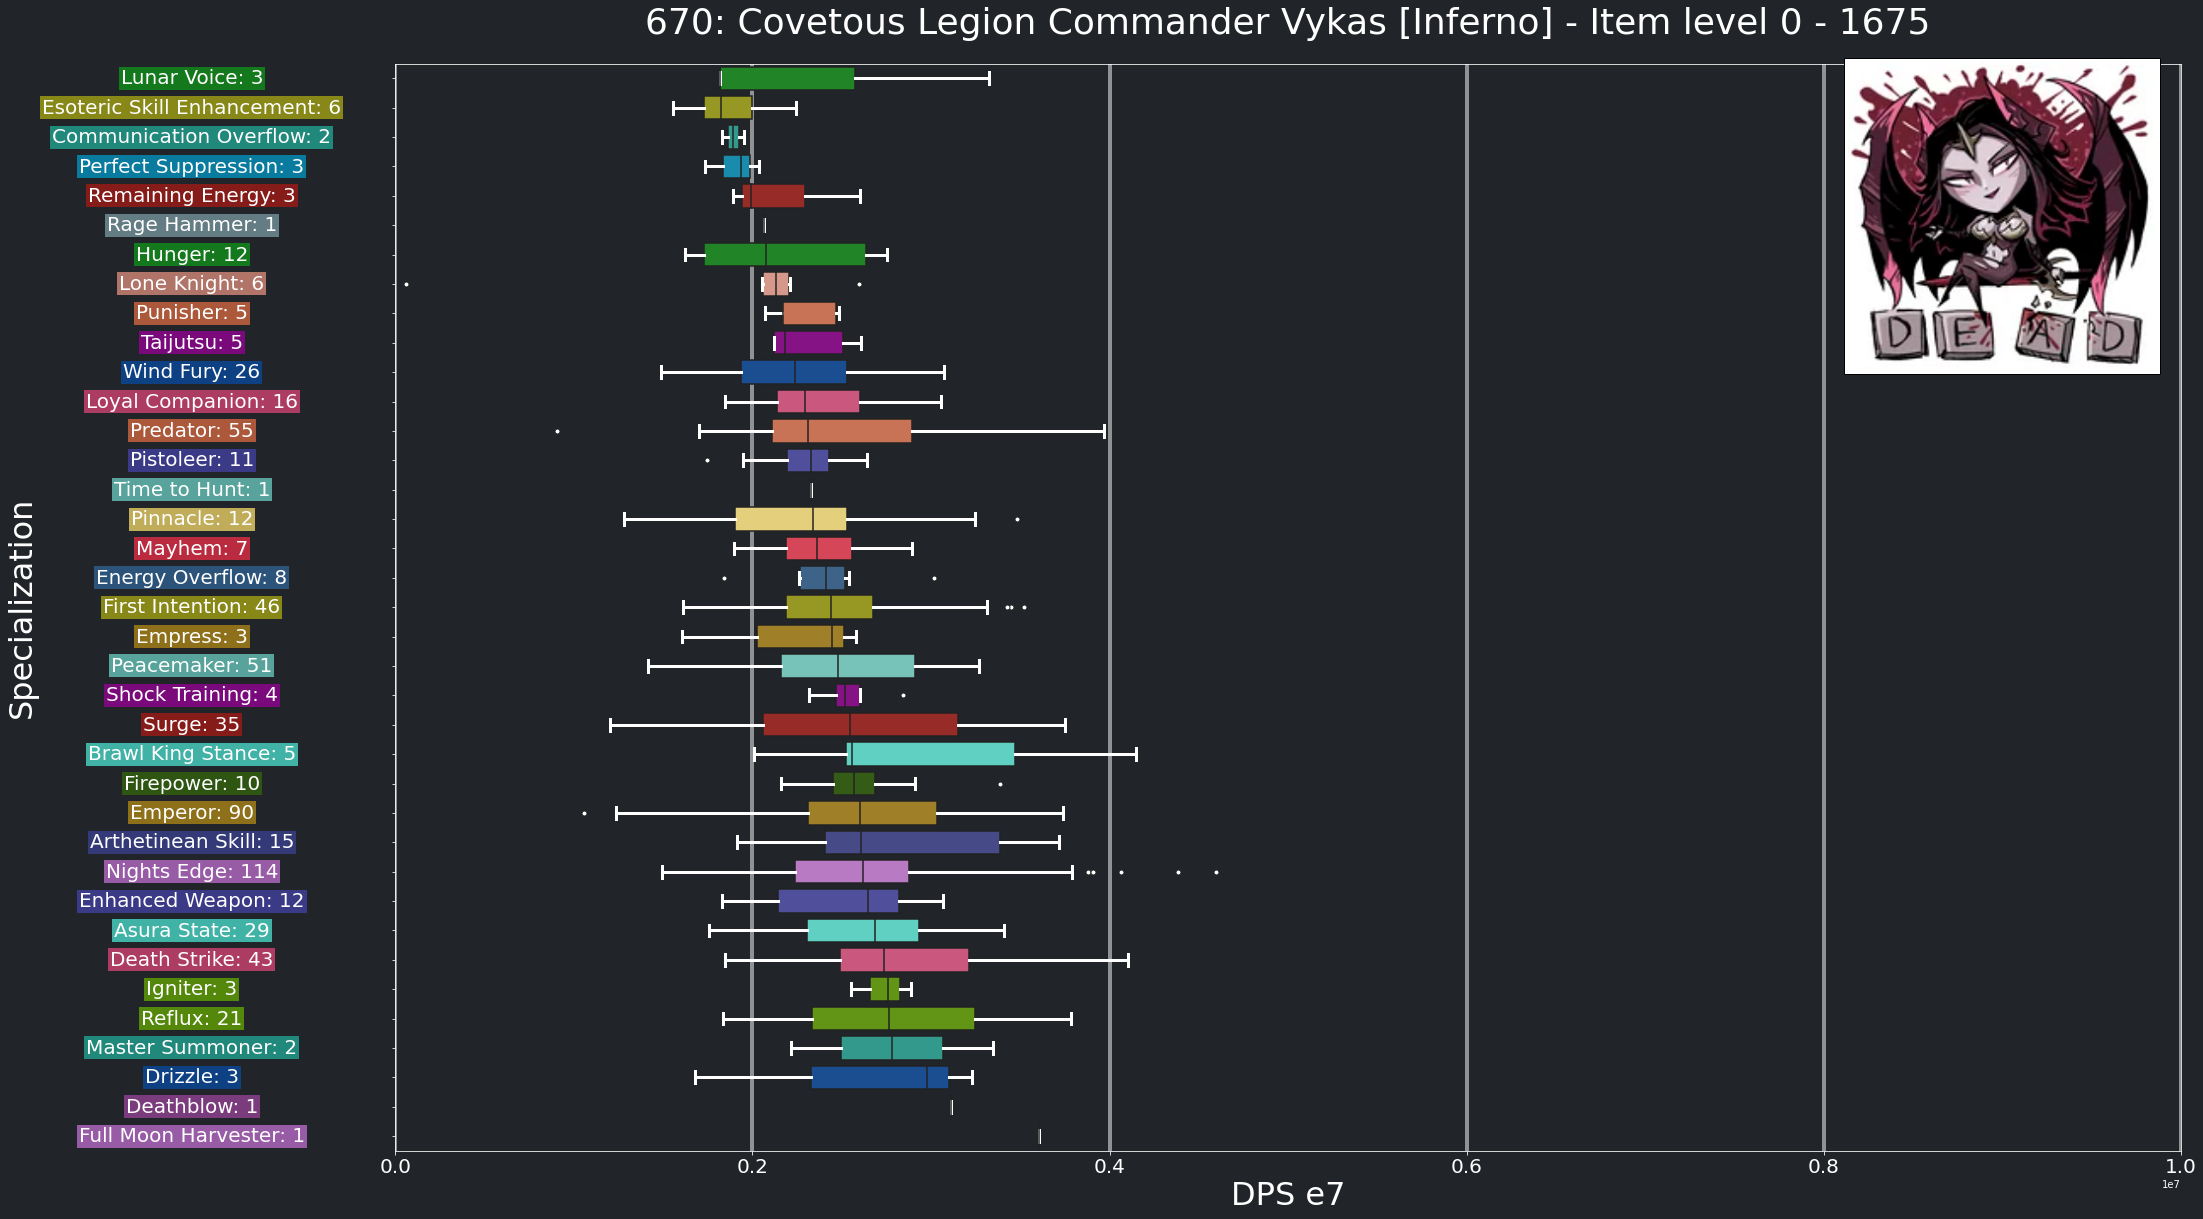 670: Covetous Legion Commander Vykas [Inferno] - Item level 0 - 1675
Specialization
Lunar Voice: 3
Esoteric Skill Enhancement: 6
Communication Overflow: 2
Perfect Suppression: 3
Remaining Energy: 3
Rage Hammer: 1
Hunger: 12
Lone Knight: 6
Punisher: 5
Taijutsu: 5
Wind Fury: 26
Loyal Companion: 16
Predator: 55
Pistoleer: 11
Time to Hunt: 1
Pinnacle: 12
Mayhem: 7
Energy Overflow: 8
First Intention: 46
Empress: 3
Peacemaker: 51
Shock Training: 4
Surge: 35
Brawl King Stance: 5
Firepower: 10
Emperor: 90
Arthetinean Skill: 15
Nights Edge: 114
Enhanced Weapon: 12
Asura State: 29
Death Strike: 43
Igniter: 3
Reflux: 21
Master Summoner: 2
Drizzle: 3
Deathblow: 1
Full Moon Harvester: 1
D E A D
0.0 0.2 0.4 0.6 0.8 1.0
1e7
DPS e7